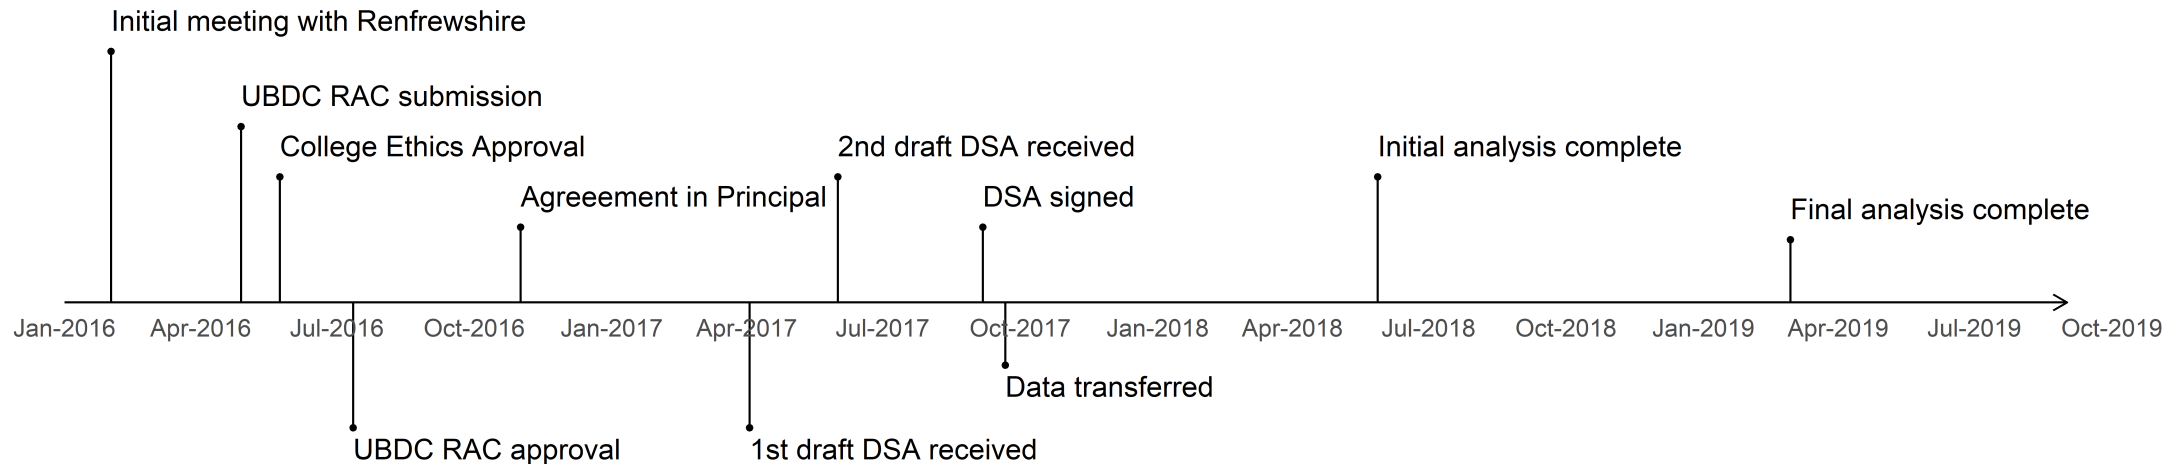 Initial meeting with Renfrewshire
UBDC RAC submission
College Ethics Approval
2nd draft DSA received
Initial analysis complete
Agreeement in Principal
DSA signed
Final analysis complete
Jan-2016 Apr-2016 Jul-2016 Oct-2016 Jan-2017 Apr-2017 Jul-2017 Oct-2017 Jan-2018 Apr-2018 Jul-2018 Oct-2018 Jan-2019 Apr-2019 Jul-2019 Oct-2019
Data transferred
UBDC RAC approval
1st draft DSA received